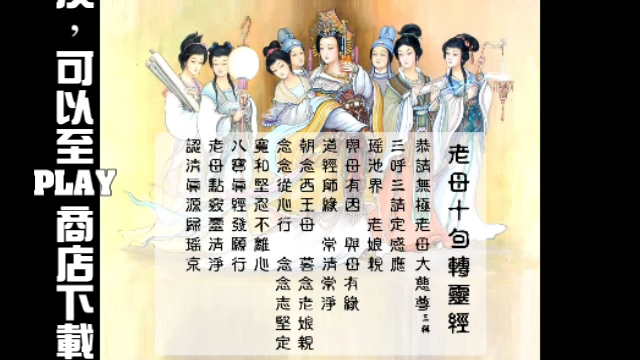 老母十句轉靈經
恭請無極老母大慈尊 三稱
三呼三請定感應
瑤池界 老娘親
與母有因 與母有緣
道經師緣 常清常淨
朝念西王母 暮念老娘親
念念從心行 念念志堅定
寬和堅忍不離心
八寶眞經發願行
老母點竅靈清淨
認清眞源歸瑤京
，可以至PLAY商店下載